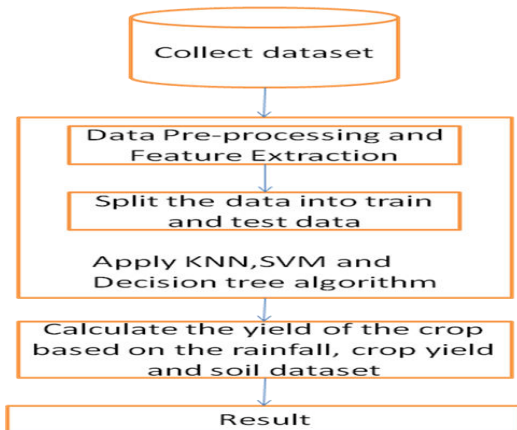 Collect dataset
Data Pre-processing and
Feature Extraction
Split the data into train
and test data
Apply KNN,SVM and
Decision tree algorithm
Calculate the yield of the crop
based on the rainfall, crop yield
and soil dataset
Result